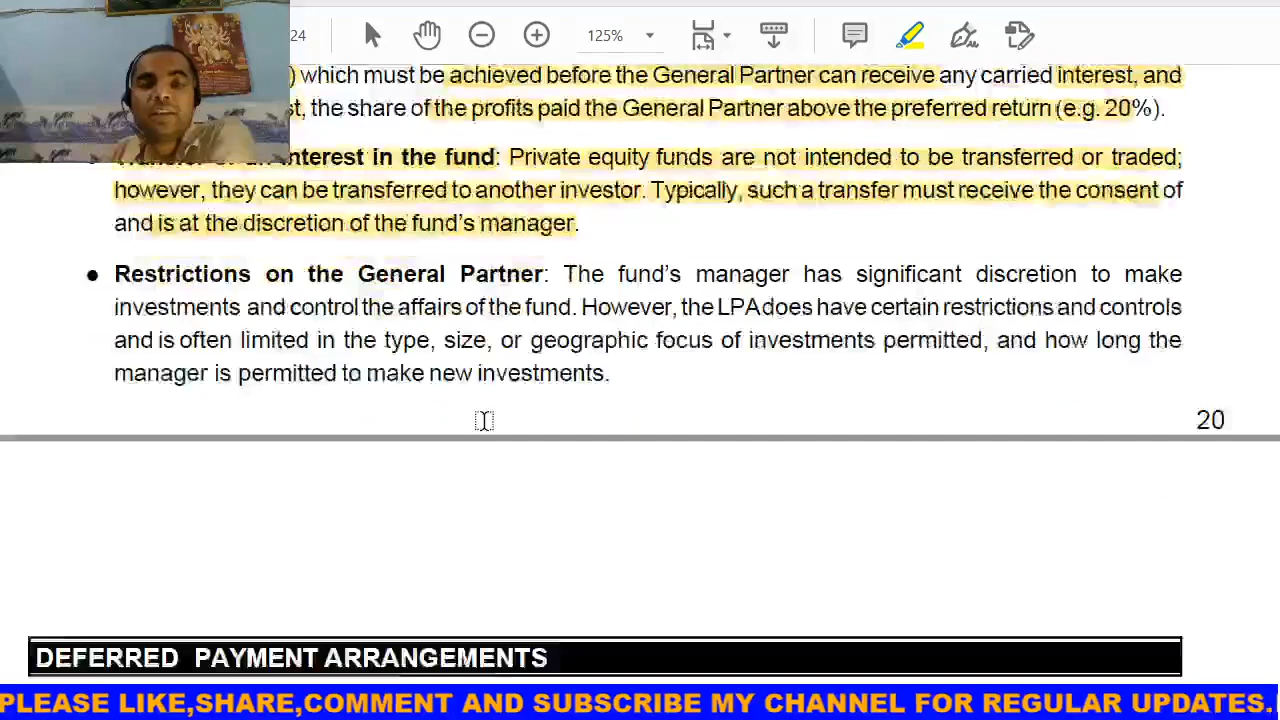 24
125%
) which must be achieved before the General Partner can receive any carried interest, and
st, the share of the profits paid the General Partner above the preferred return (e.g. 20%).
interest in the fund: Private equity funds are not intended to be transferred or traded;
however, they can be transferred to another investor. Typically, such a transfer must receive the consent of
and is at the discretion of the fund's manager.
● Restrictions on the General Partner: The fund's manager has significant discretion to make
investments and control the affairs of the fund. However, the LPA does have certain restrictions and controls
and is often limited in the type, size, or geographic focus of investments permitted, and how long the
manager is permitted to make new investments.
20
DEFERRED PAYMENT ARRANGEMENTS
PLEASE LIKE,SHARE,COMMENT AND SUBSCRIBE MY CHANNEL FOR REGULAR UPDATES.